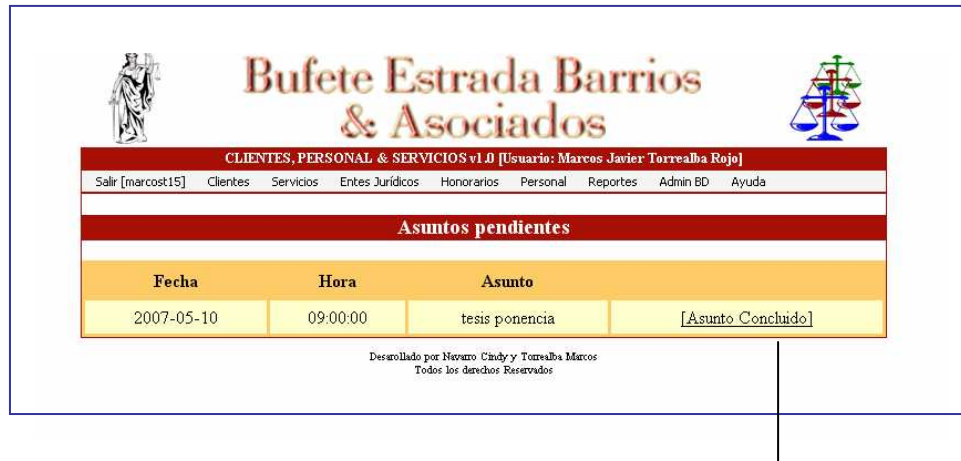 Bufete Estrada Barrios
& Asociados
CLIENTES, PERSONAL & SERVICIOS v1.0 [Usuario: Marcos Javier Torrealba Rojo]
Salir [marcost15] Clientes Servicios Entes Jurídicos Honorarios Personal Reportes Admin BD Ayuda
Asuntos pendientes
Fecha Hora Asunto
2007-05-10 09:00:00 tesis ponencia [Asunto Concluido]
Desarollado por Navarro Cindy y Torrealba Marcos
Todos los derechos Reservados